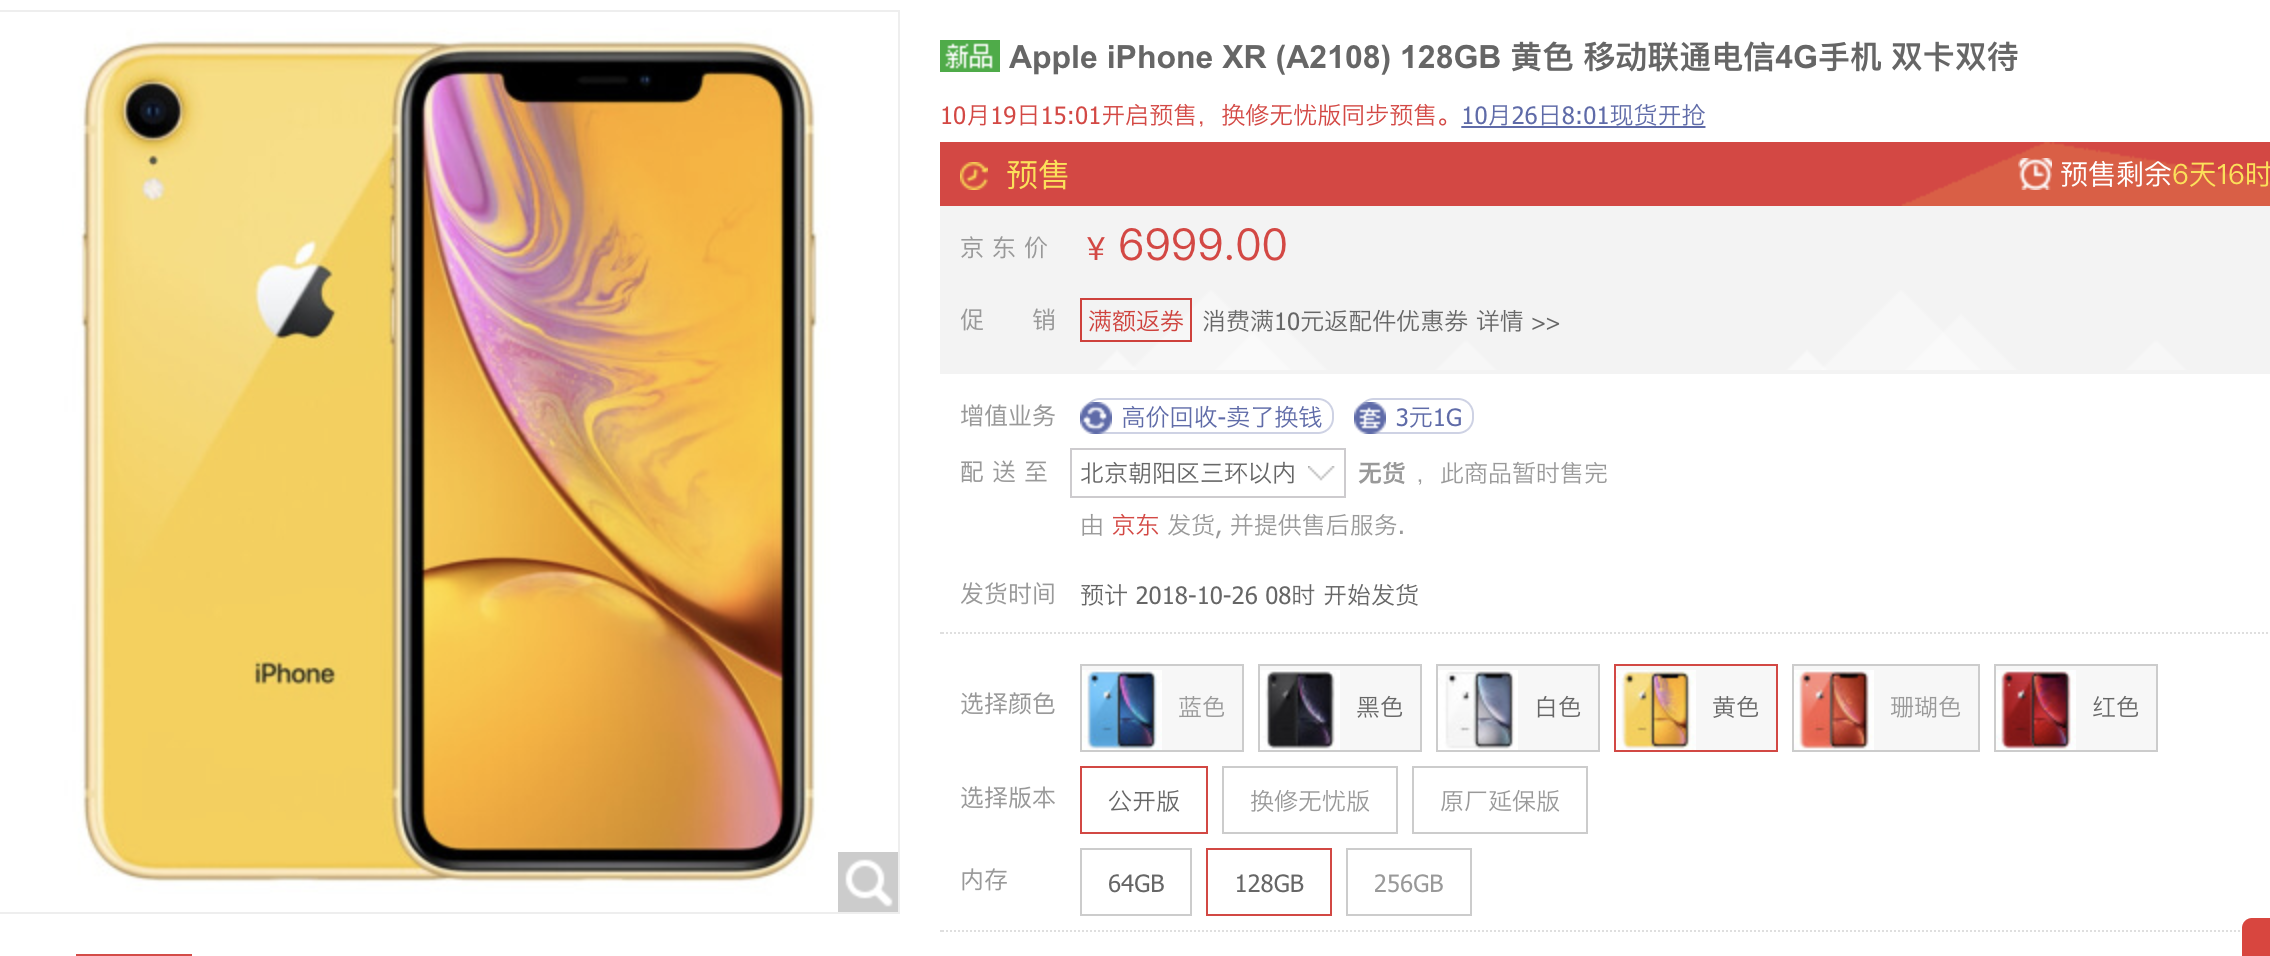 新品 Apple iPhone XR (A2108) 128GB 黄色 移动联通电信4G手机 双卡双待
10月19日15:01开启预售，换修无忧版同步预售。10月26日8:01现货开抢
预售 预售剩余6天16时
京东价 ¥ 6999.00
促销 满额返券 消费满10元返配件优惠券 详情 >>
增值业务 高价回收-卖了换钱 套 3元1G
配送至 北京朝阳区三环以内 无货， 此商品暂时售完
由 京东 发货, 并提供售后服务.
发货时间 预计 2018-10-26 08时 开始发货
iPhone
选择颜色 蓝色 黑色 白色 黄色 珊瑚色 红色
选择版本 公开版 换修无忧版 原厂延保版
内存 64GB 128GB 256GB